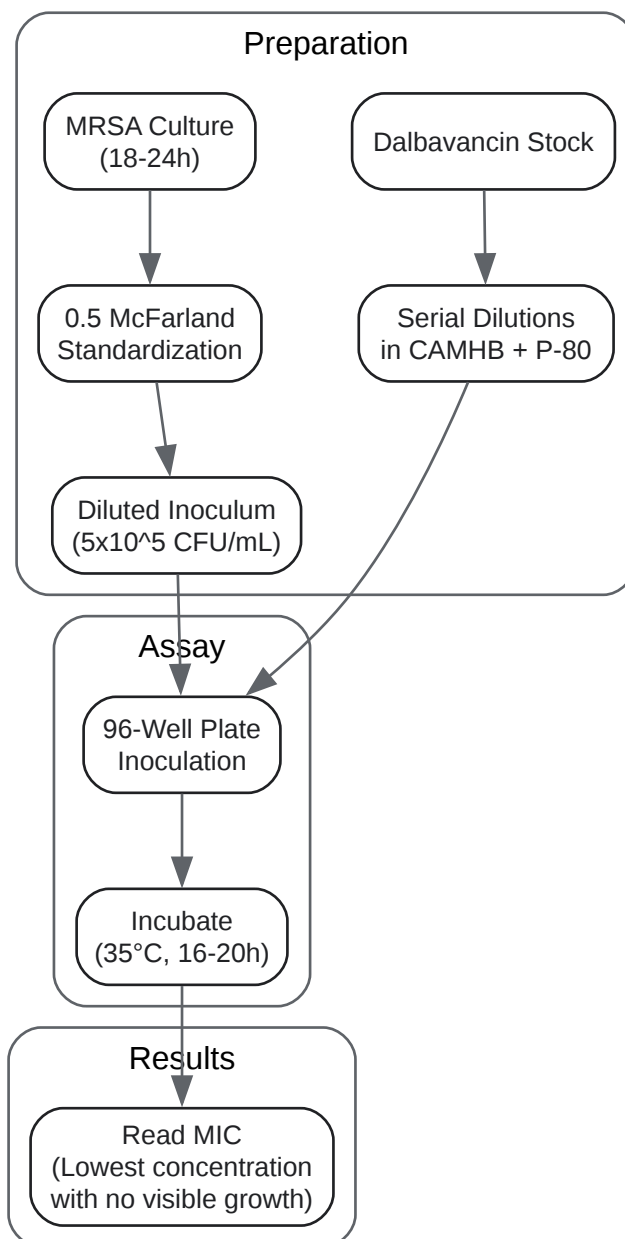 Preparation
MRSA Culture
(18-24h)
Dalbavancin Stock
0.5 McFarland
Standardization
Serial Dilutions
in CAMHB + P-80
Diluted Inoculum
(5x10^5 CFU/mL)
Assay
96-Well Plate
Inoculation
Incubate
(35°C, 16-20h)
Results
Read MIC
(Lowest concentration
with no visible growth)